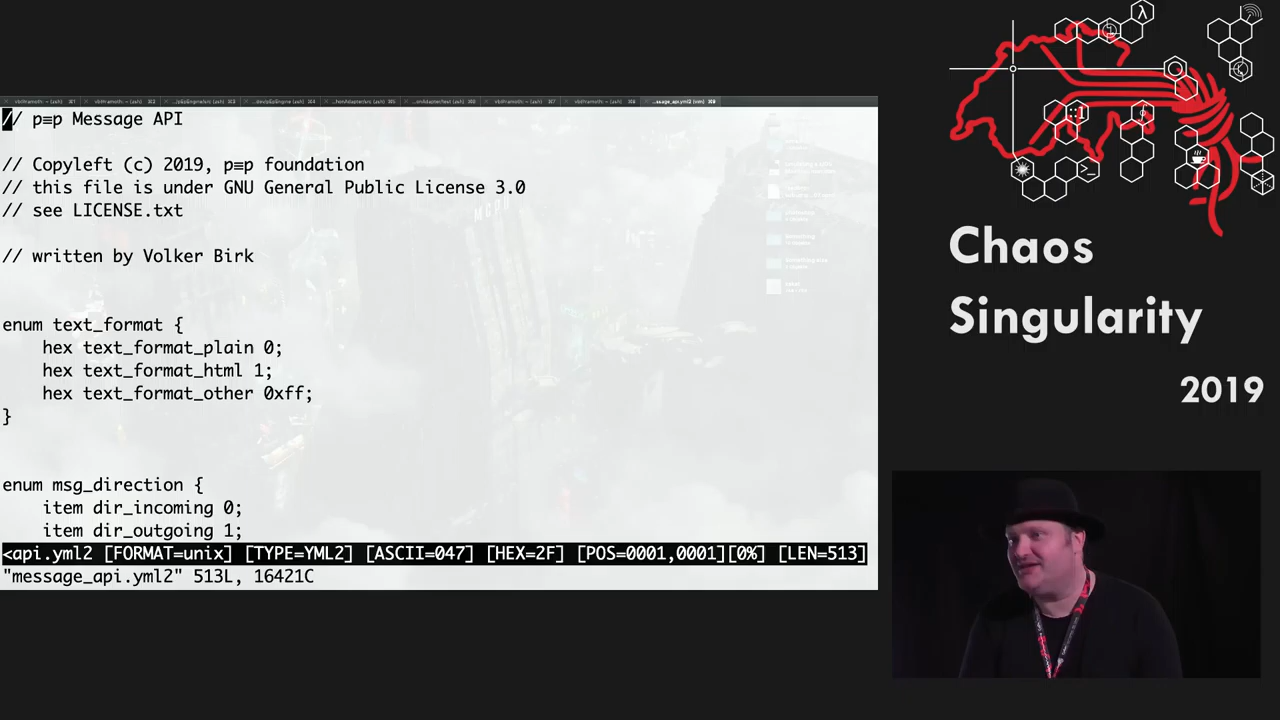 // p≡p Message API
// Copyleft (c) 2019, p≡p foundation
// this file is under GNU General Public License 3.0
// see LICENSE.txt
// written by Volker Birk
enum text_format {
hex text_format_plain 0;
hex text_format_html 1;
hex text_format_other 0xff;
}
enum msg_direction {
item dir_incoming 0;
item dir_outgoing 1;
<api.yml2 [FORMAT=unix] [TYPE=YML2] [ASCII=047] [HEX=2F] [POS=0001,0001][0%] [LEN=513]
"message_api.yml2" 513L, 16421C
Chaos
Singularity
2019